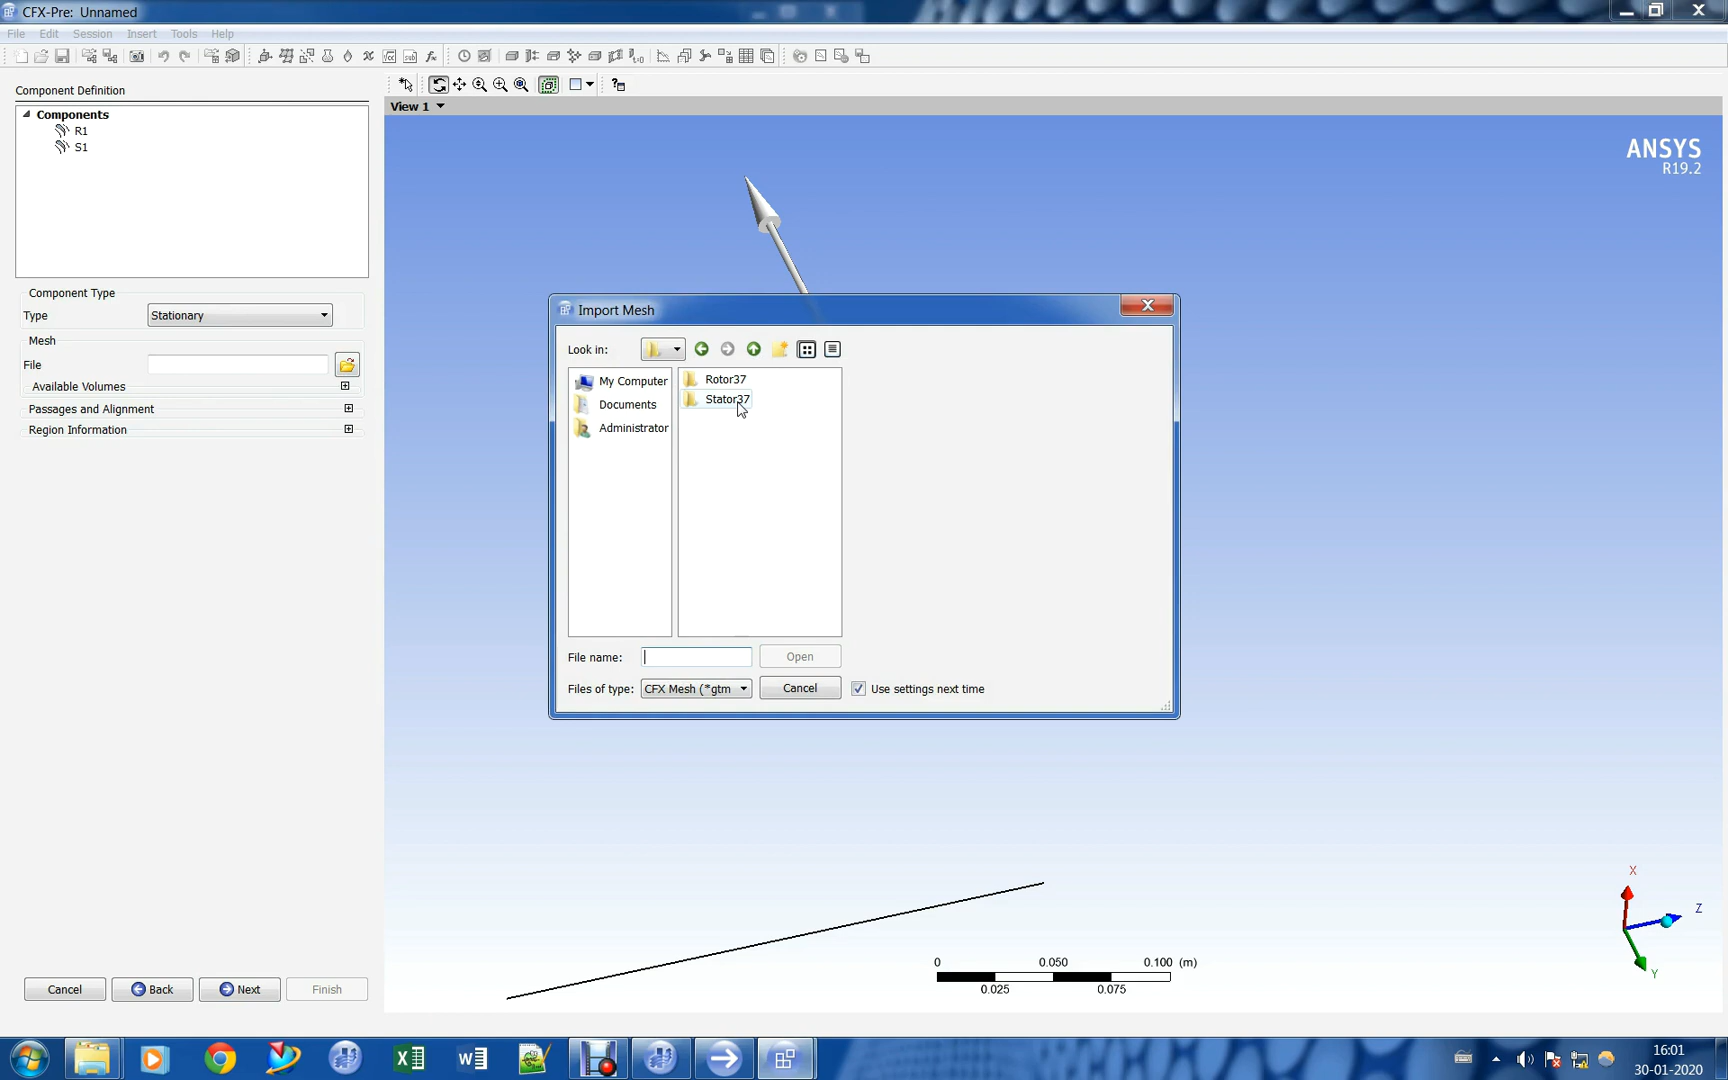 CFX-Pre: Unnamed
File Edit Session Insert Tools Help
Component Definition
Components
R1
S1
Component Type
Type Stationary
Mesh
File
Available Volumes
Passages and Alignment
Region Information
Cancel Back Next Finish
View 1
ANSYS
R19.2
Import Mesh
Look in:
My Computer
Documents
Administrator
Rotor37
Stator37
File name: Open
Files of type: CFX Mesh (*gtm Cancel Use settings next time
0 0.050 0.100 (m)
0.025 0.075
X
Z
Y
16:01
30-01-2020